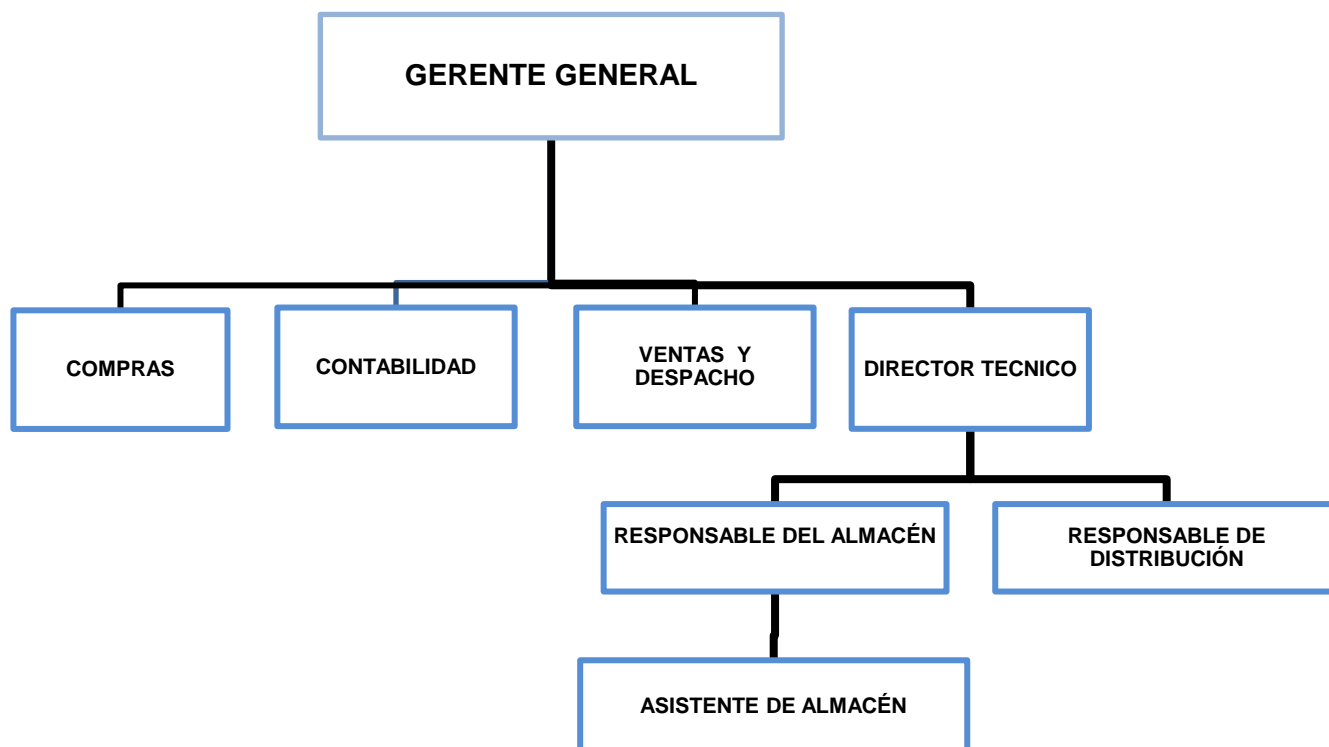 GERENTE GENERAL
COMPRAS
CONTABILIDAD
VENTAS Y
DESPACHO
DIRECTOR TECNICO
RESPONSABLE DEL ALMACÉN
RESPONSABLE DE
DISTRIBUCIÓN
ASISTENTE DE ALMACÉN